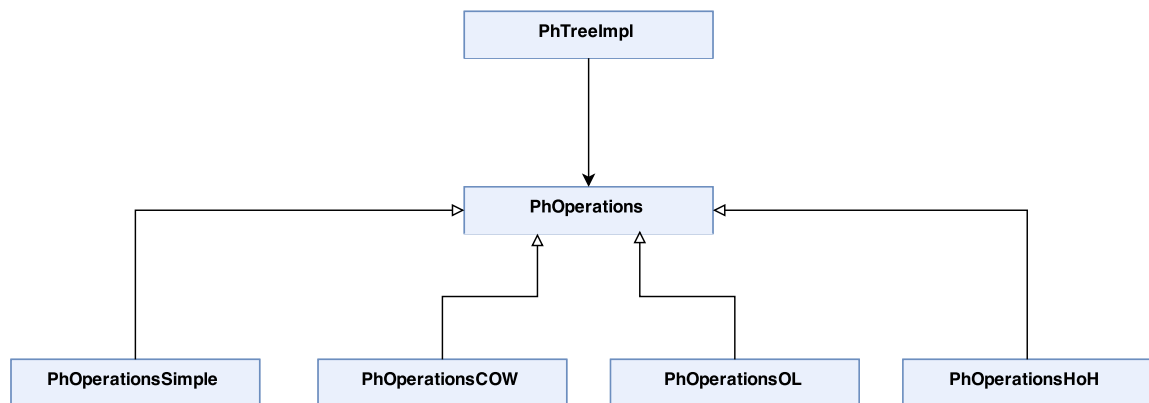 PhTreeImpl
PhOperations
PhOperationsSimple
PhOperationsCOW
PhOperationsOL
PhOperationsHoH